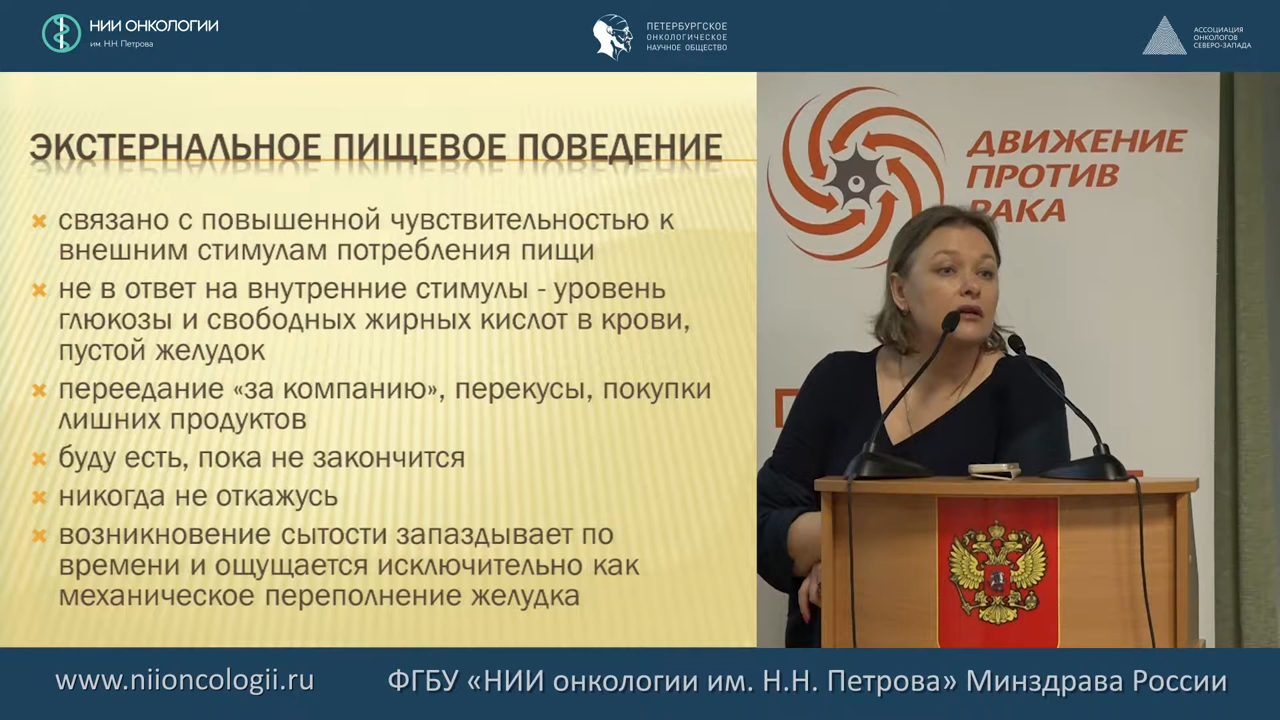 НИИ ОНКОЛОГИИ
им. Н.Н. Петрова
ПЕТЕРБУРГСКОЕ
ОНКОЛОГИЧЕСКОЕ
НАУЧНОЕ ОБЩЕСТВО
АССОЦИАЦИЯ
ОНКОЛОГОВ
СЕВЕРО-ЗАПАДА
ЭКСТЕРНАЛЬНОЕ ПИЩЕВОЕ ПОВЕДЕНИЕ
связано с повышенной чувствительностью к
внешним стимулам потребления пищи
не в ответ на внутренние стимулы - уровень
глюкозы и свободных жирных кислот в крови,
пустой желудок
переедание «за компанию», перекусы, покупки
лишних продуктов
буду есть, пока не закончится
никогда не откажусь
возникновение сытости запаздывает по
времени и ощущается исключительно как
механическое переполнение желудка
ДВИЖЕНИЕ
ПРОТИВ
РАКА
www.niioncologii.ru
ФГБУ «НИИ онкологии им. Н.Н. Петрова» Минздрава России